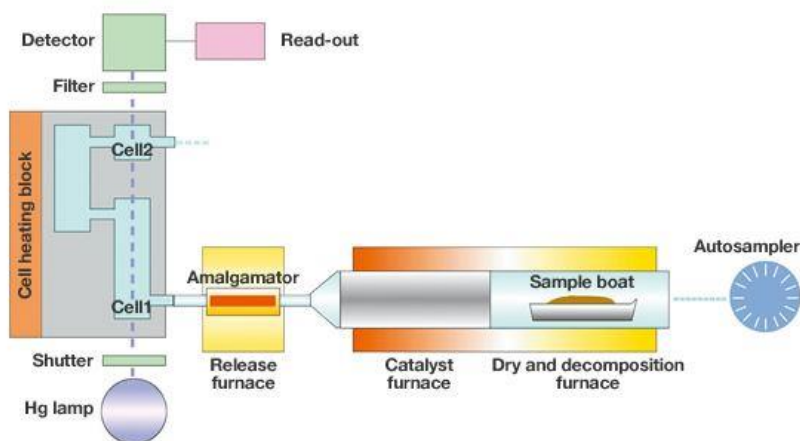 Detector
Read-out
Filter
Cell2
Cell heating block
Cell1
Amalgamator
Sample boat
Autosampler
Shutter
Release
furnace
Catalyst
furnace
Dry and decomposition
furnace
Hg lamp